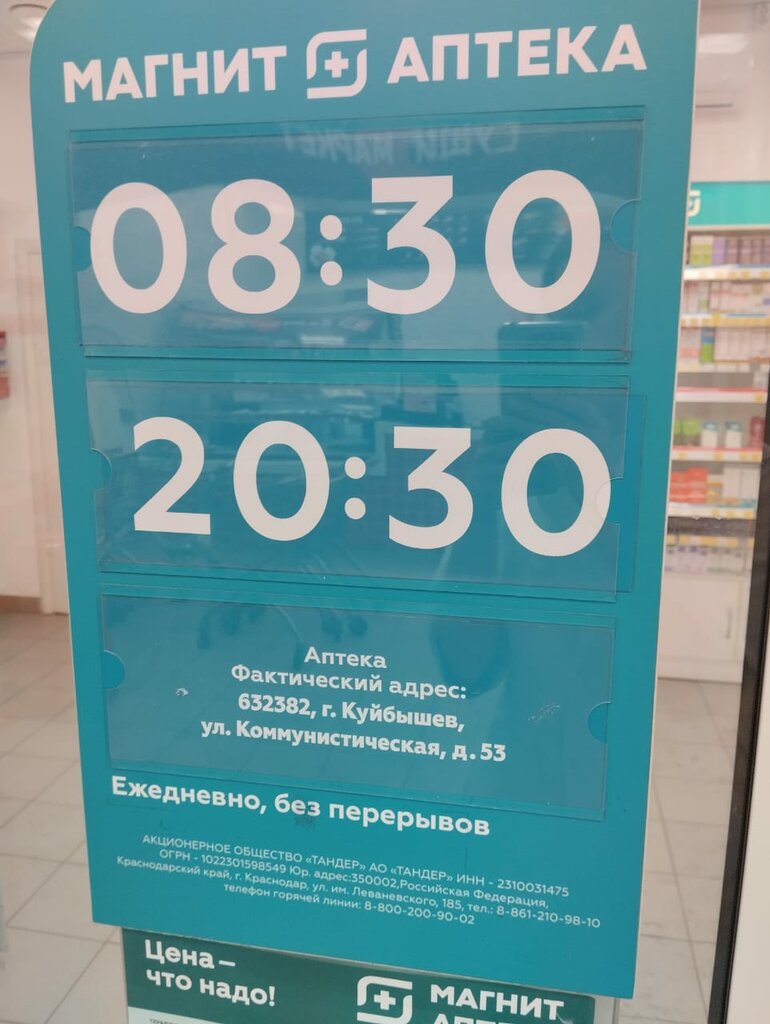 МАГНИТ АПТЕКА
08:30
20:30
Аптека
Фактический адрес:
632382, г. Куйбышев,
ул. Коммунистическая, д. 53
Ежедневно, без перерывов
АКЦИОНЕРНОЕ ОБЩЕСТВО «ТАНДЕР» АО «ТАНДЕР» ИНН - 2310031475
ОГРН - 1022301598549 Юр. адрес:350002,Российская Федерация,
Краснодарский край, г. Краснодар, ул. им. Леваневского, 185, тел.: 8-861-210-98-10
телефон горячей линии: 8-800-200-90-02
Цена –
что надо!
МАГНИТ
АПТЕКА